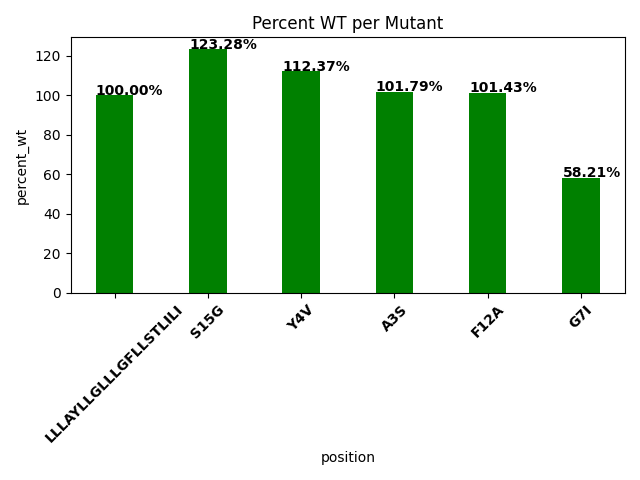 Percent WT per Mutant
percent_wt
120
100
80
60
40
20
0
100.00%
123.28%
112.37%
101.79%
101.43%
58.21%
LLLAYLLGLLLGFLLSTLILI
S15G
Y4V
A3S
F12A
G7I
position